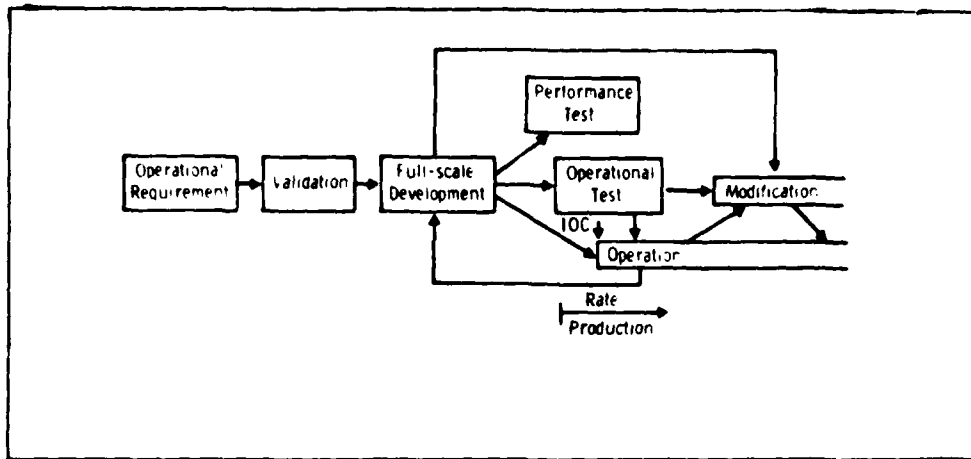 Performance
Test
Operational
Requirement
Validation
Full-scale
Development
Operational
Test
Modification
IOC
Operation
Rate
Production